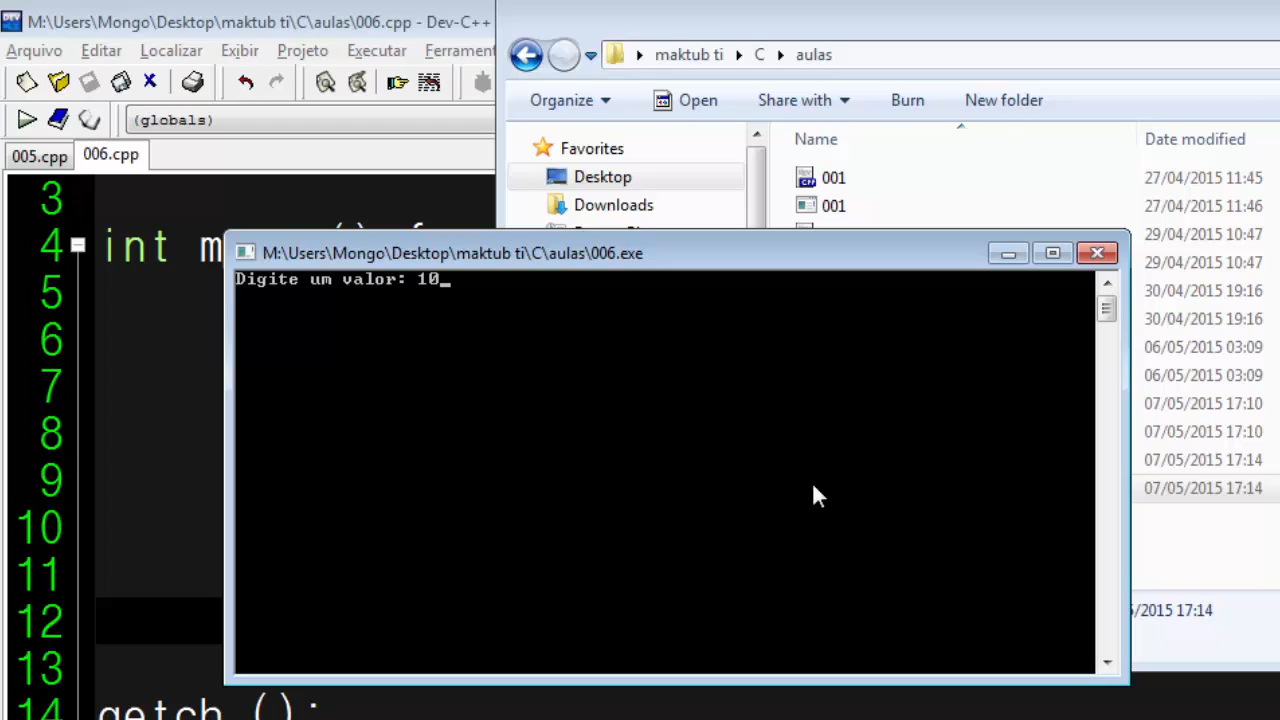 M:\Users\Mongo\Desktop\maktub ti\C\aulas\006.cpp - Dev-C++
Arquivo Editar Localizar Exibir Projeto Executar Ferrament
(globals)
005.cpp 006.cpp
3
4 int m
5
6
7
8
9
10
11
12
13
14 getch ();
maktub ti C aulas
Organize Open Share with Burn New folder
Favorites
Desktop
Downloads
Name Date modified
001 27/04/2015 11:45
001 27/04/2015 11:46
29/04/2015 10:47
29/04/2015 10:47
30/04/2015 19:16
30/04/2015 19:16
06/05/2015 03:09
06/05/2015 03:09
07/05/2015 17:10
07/05/2015 17:10
07/05/2015 17:14
07/05/2015 17:14
/2015 17:14
M:\Users\Mongo\Desktop\maktub ti\C\aulas\006.exe
Digite um valor: 10_